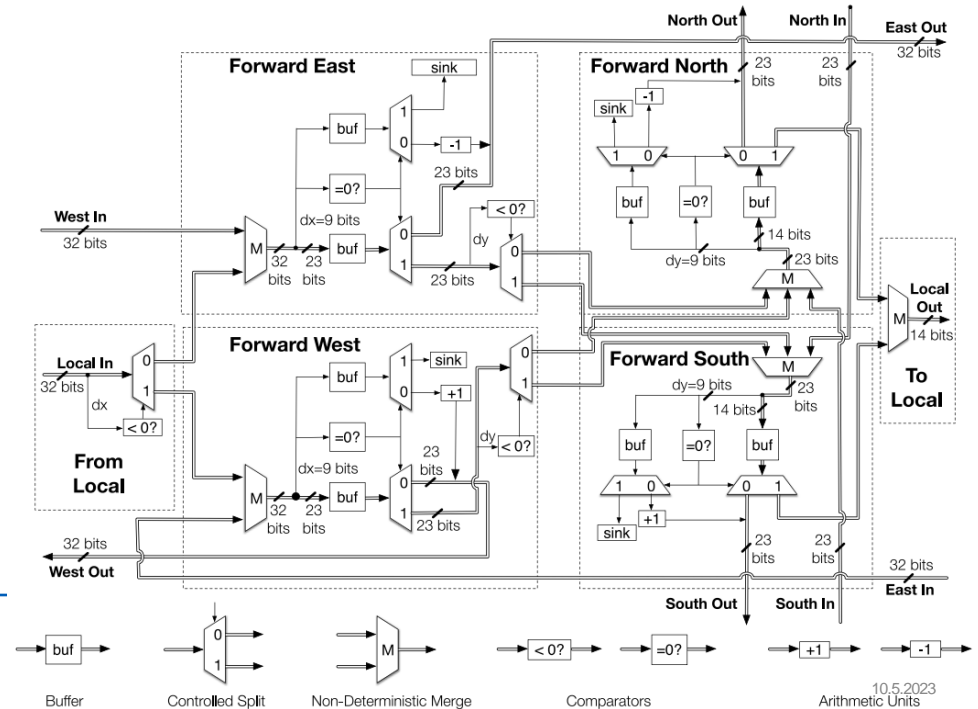 North Out
North In
East Out
32 bits
23 bits
23 bits
Forward East
sink
1
0
buf
-1
=0?
23 bits
West In
32 bits
M
dx=9 bits
32 bits
23 bits
buf
0
1
23 bits
< 0?
dy
0
1
Forward North
sink
-1
1 0
0 1
buf
=0?
buf
14 bits
dy=9 bits
23 bits
M
Local In
32 bits
dx
0
1
< 0?
From Local
Forward West
buf
1
0
sink
+1
=0?
dx=9 bits
M
32 bits
23 bits
buf
23 bits
0
1
23 bits
dy
< 0?
0
1
Forward South
M
dy=9 bits
14 bits
23 bits
buf
=0?
buf
1 0
0 1
sink
+1
23 bits
23 bits
M
Local Out
14 bits
To Local
32 bits
West Out
32 bits
East In
South Out
South In
buf
0
1
M
< 0?
=0?
+1
-1
Buffer
Controlled Split
Non-Deterministic Merge
Comparators
Arithmetic Units
10.5.2023